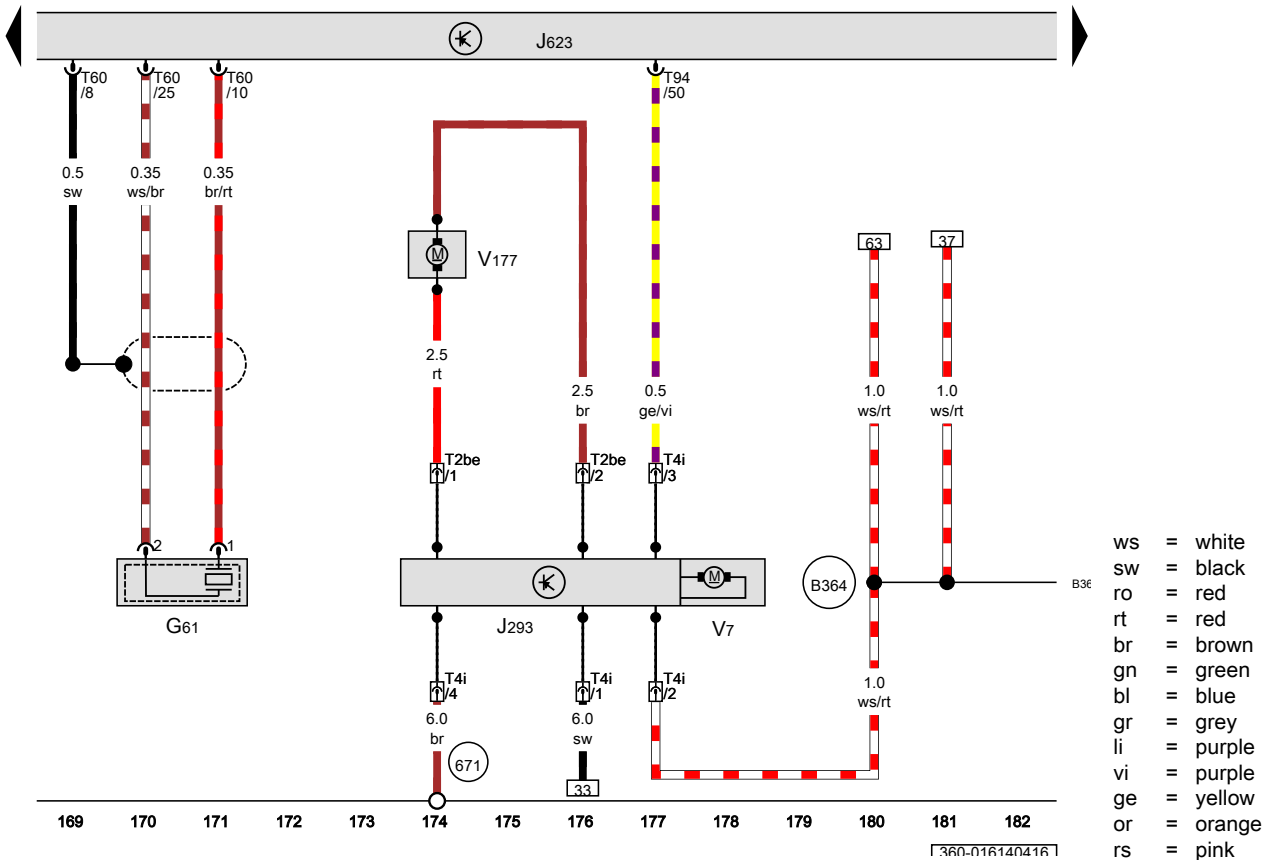 J623
T60
/8
T60
/25
T60
/10
T94
/50
0.5
sw
0.35
ws/br
0.35
br/rt
63
37
M
V177
2.5
rt
2.5
br
0.5
ge/vi
1.0
ws/rt
1.0
ws/rt
T2be
/1
T2be
/2
T4i
/3
2
1
M
B364
B36
G61
J293
V7
T4i
/4
T4i
/1
T4i
/2
1.0
ws/rt
6.0
br
6.0
sw
671
33
169 170 171 172 173 174 175 176 177 178 179 180 181 182
360-016140416
ws = white
sw = black
ro = red
rt = red
br = brown
gn = green
bl = blue
gr = grey
li = purple
vi = purple
ge = yellow
or = orange
rs = pink